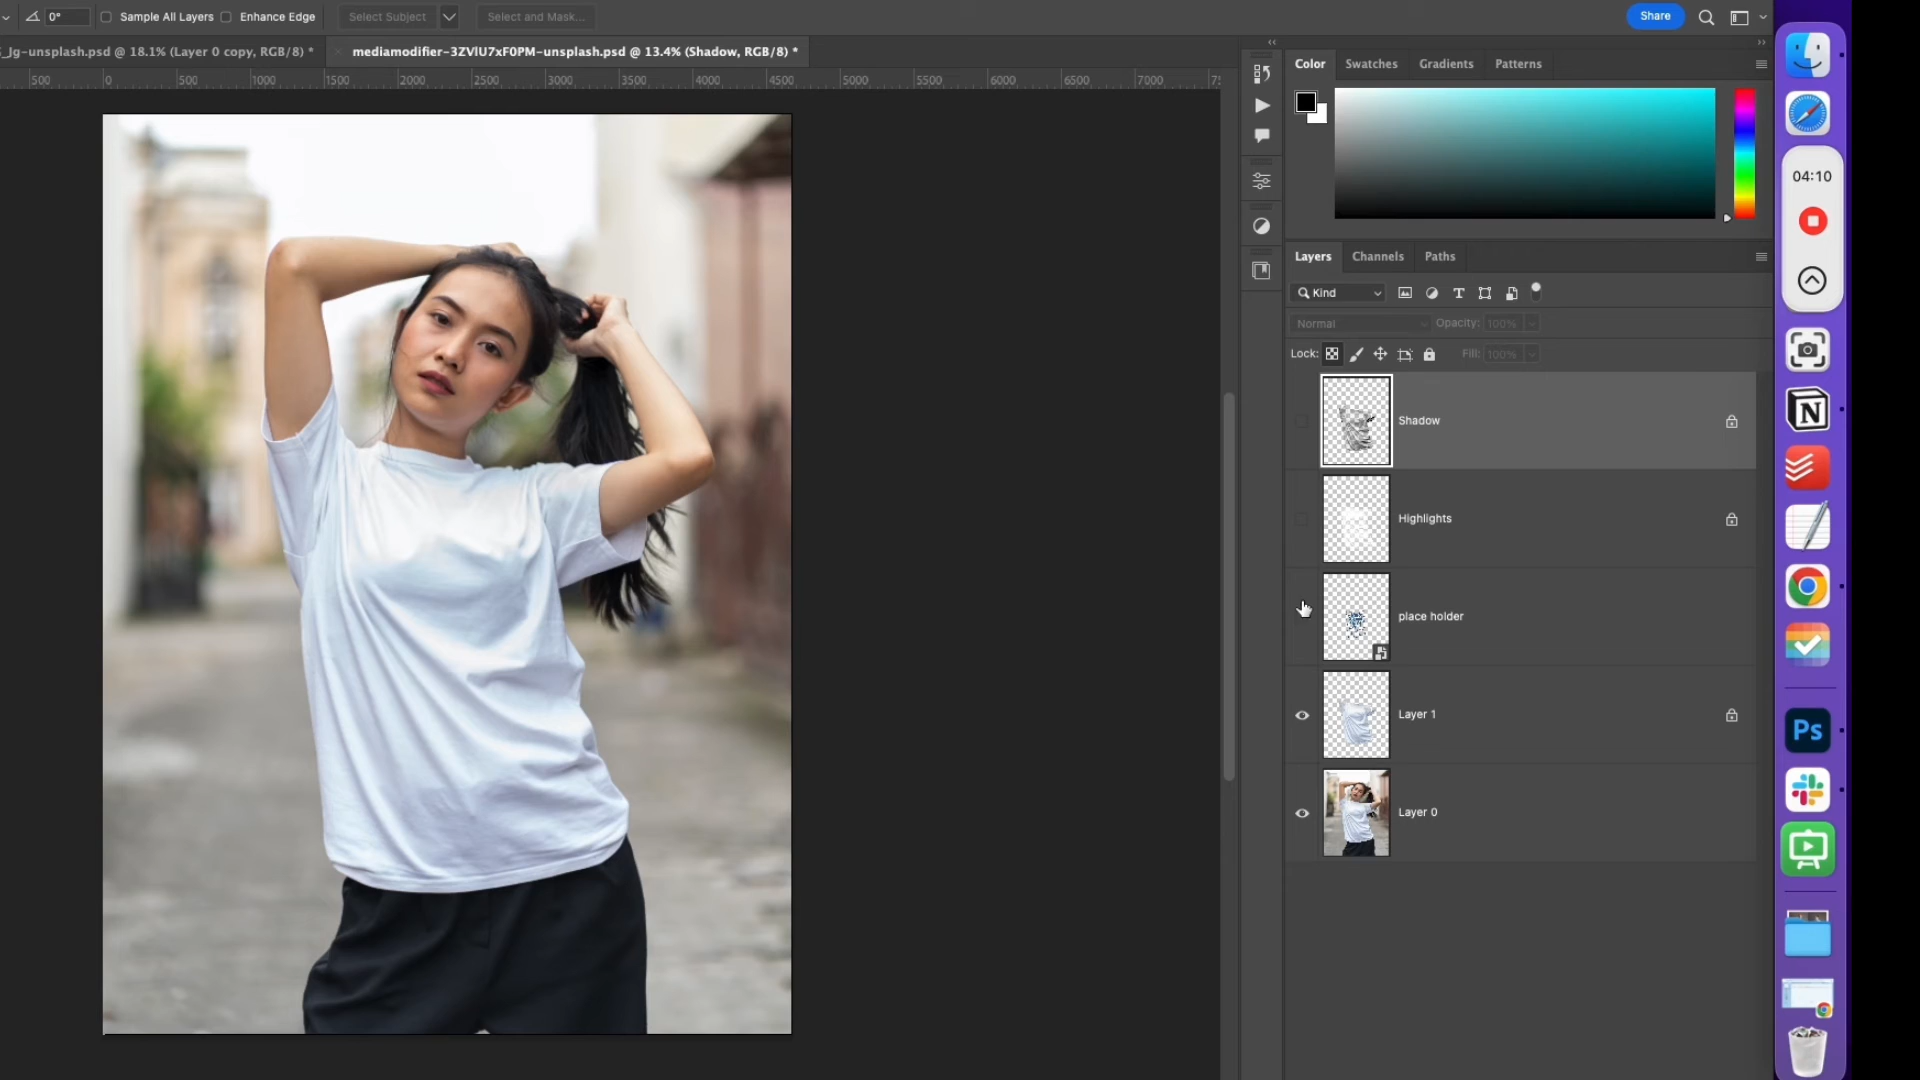 0° Sample All Layers Enhance Edge Select Subject Select and Mask... Share
_Jg-unsplash.psd @ 18.1% (Layer 0 copy, RGB/8) * mediamodifier-3ZVlU7xF0PM-unsplash.psd @ 13.4% (Shadow, RGB/8) *
500 0 500 1000 1500 2000 2500 3000 3500 4000 4500 5000 5500 6000 6500 7000
Color Swatches Gradients Patterns
04:10
Layers Channels Paths
Kind
Normal Opacity: 100%
Lock: Fill: 100%
Shadow
Highlights
place holder
Layer 1
Layer 0
Ps